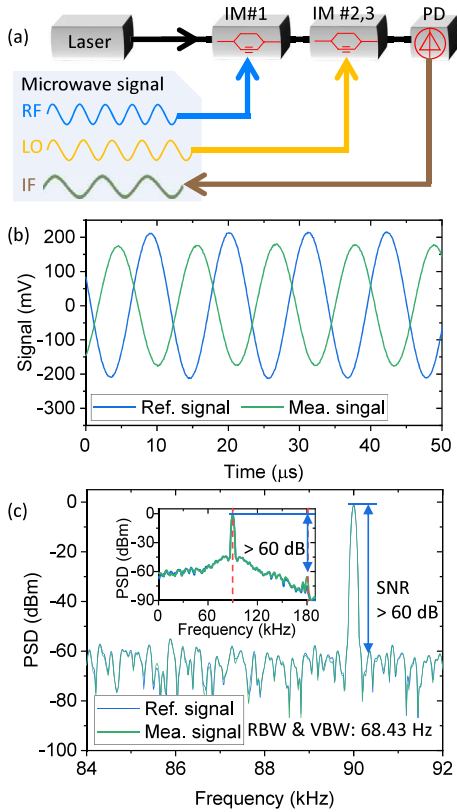 (a)
IM#1
IM #2,3
PD
Laser
Microwave signal
RF
LO
IF
(b)
200
100
0
-100
-200
-300
Signal (mV)
Ref. signal
Mea. singal
0 10 20 30 40 50
Time (μs)
(c)
0
-20
-40
-60
-80
-100
PSD (dBm)
0
-30
-60
-90
PSD (dBm)
> 60 dB
0 60 120 180
Frequency (kHz)
SNR
> 60 dB
Ref. signal
Mea. signal
RBW & VBW: 68.43 Hz
84 86 88 90 92
Frequency (kHz)